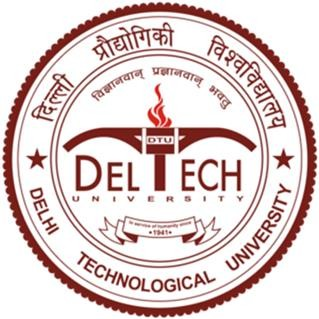 दिल्ली प्रौद्योगिकी विश्वविद्यालय
विज्ञानवान् प्रज्ञानवान् भवतु
DTU
DELTECH
UNIVERSITY
in service of humanity since
1941
DELHI TECHNOLOGICAL UNIVERSITY